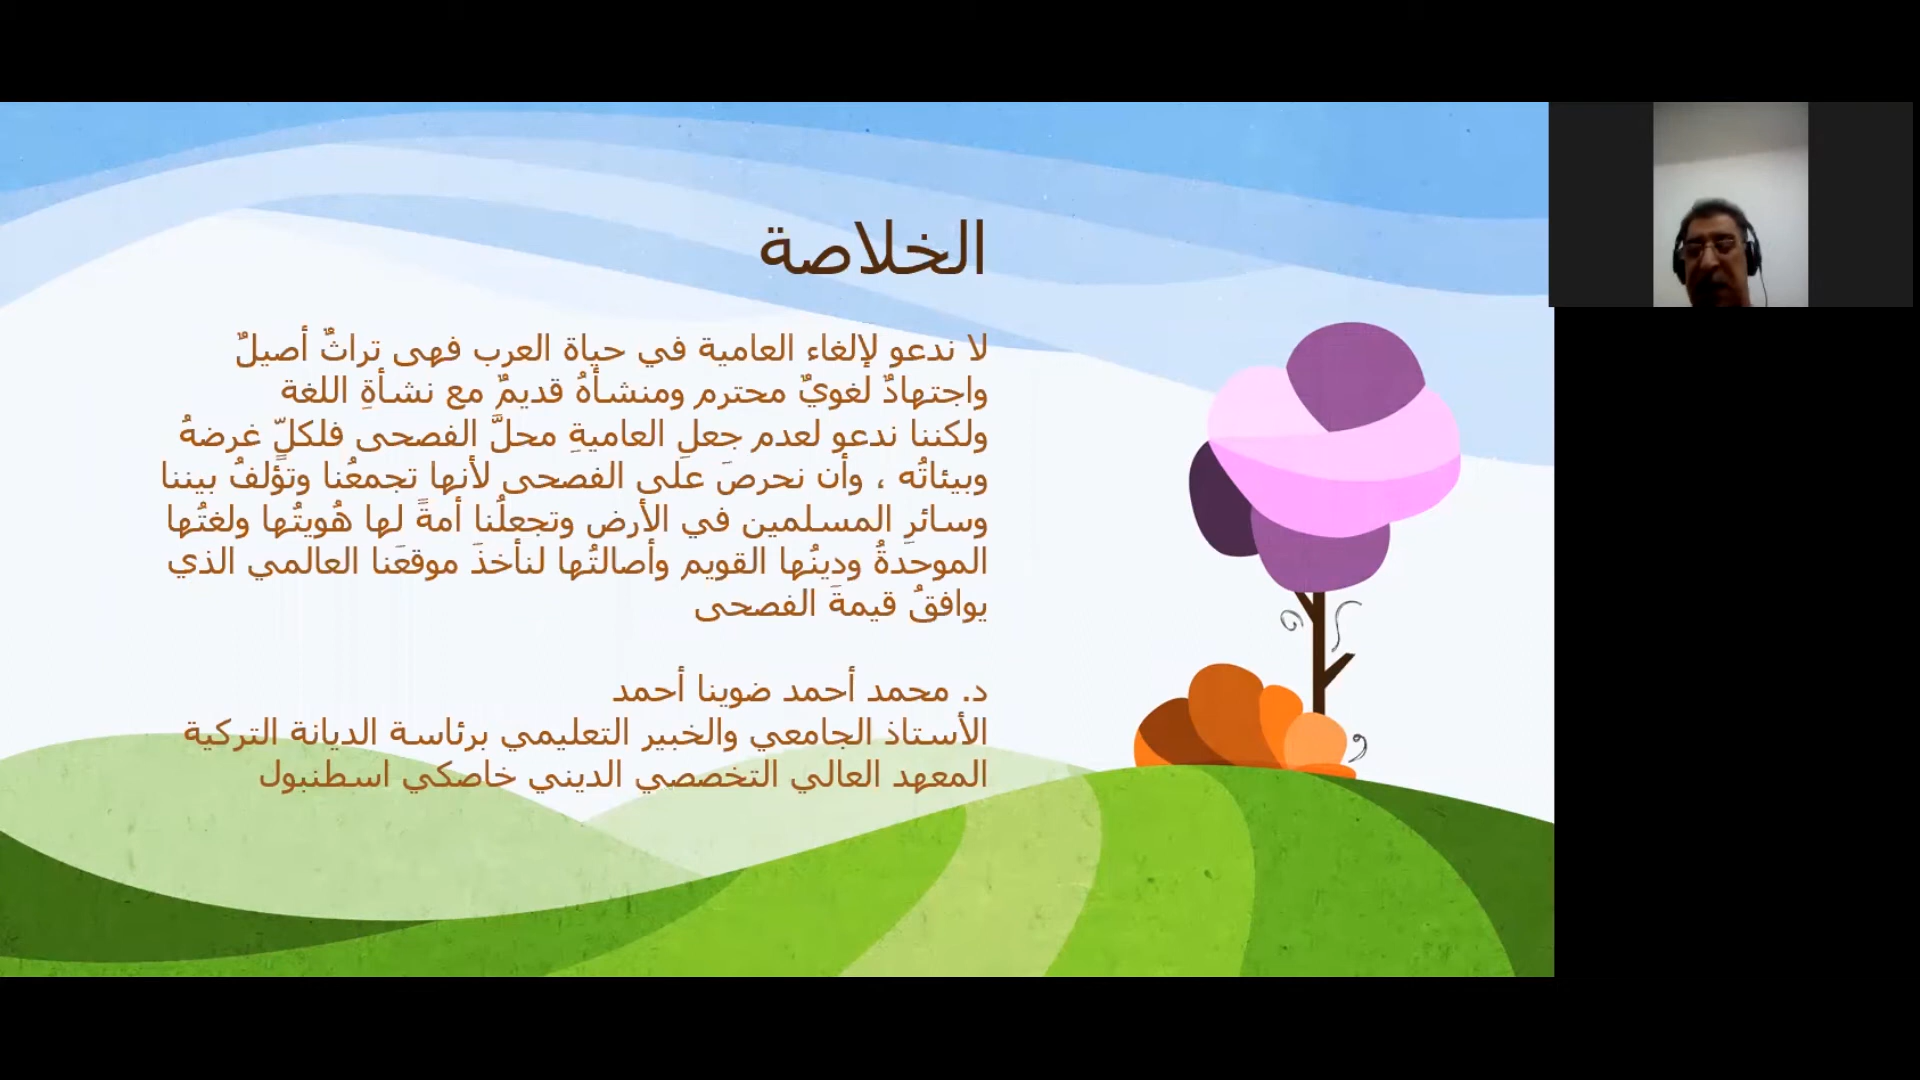 الخلاصة
لا ندعو لإلغاء العامية في حياة العرب فهى تراثٌ أصيلٌ
واجتهادٌ لغويٌ محترم ومنشأهُ قديمٌ مع نشأةِ اللغة
ولكننا ندعو لعدم جعلِ العاميةِ محلَّ الفصحى فلكلٍّ غرضهُ
وبيئاتُه ، وأن نحرصَ على الفصحى لأنها تجمعُنا وتؤلفُ بيننا
وسائرِ المسلمين في الأرض وتجعلُنا أمةً لها هُويتُها ولغتُها
الموحدةُ ودينُها القويم وأصالتُها لنأخذَ موقعَنا العالمي الذي
يوافقُ قيمةَ الفصحى
د. محمد أحمد ضوينا أحمد
الأستاذ الجامعي والخبير التعليمي برئاسة الديانة التركية
المعهد العالي التخصصي الديني خاصكي اسطنبول